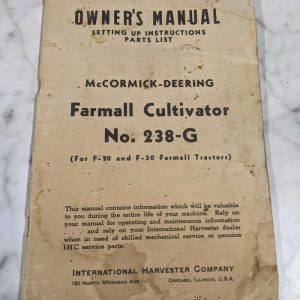 OWNER'S MANUAL
SETTING UP INSTRUCTIONS
PARTS LIST
McCORMICK-DEERING
Farmall Cultivator
No. 238-G
(For F-20 and F-30 Farmall Tractors)
This manual contains information which will be valuable
to you during the entire life of your machine. Rely on
your manual for operating and maintenance information
and rely on your International Harvester dealer
when in need of skilled mechanical service or genuine
IHC service parts.
INTERNATIONAL HARVESTER COMPANY
180 NORTH MICHIGAN AVE. CHICAGO, ILLINOIS, U.S.A.